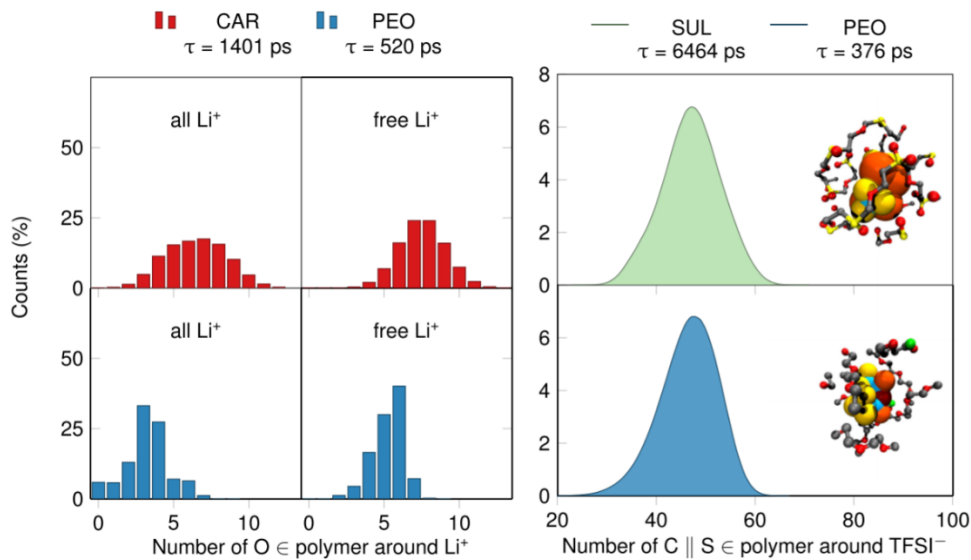 CAR
τ = 1401 ps
PEO
τ = 520 ps
Counts (%)
50
25
0
50
25
0
all Li⁺
free Li⁺
all Li⁺
free Li⁺
0 5 10
0 5 10
Number of O ∈ polymer around Li⁺
SUL
τ = 6464 ps
PEO
τ = 376 ps
8
6
4
2
0
6
4
2
0
20 40 60 80 100
Number of C || S ∈ polymer around TFSI⁻